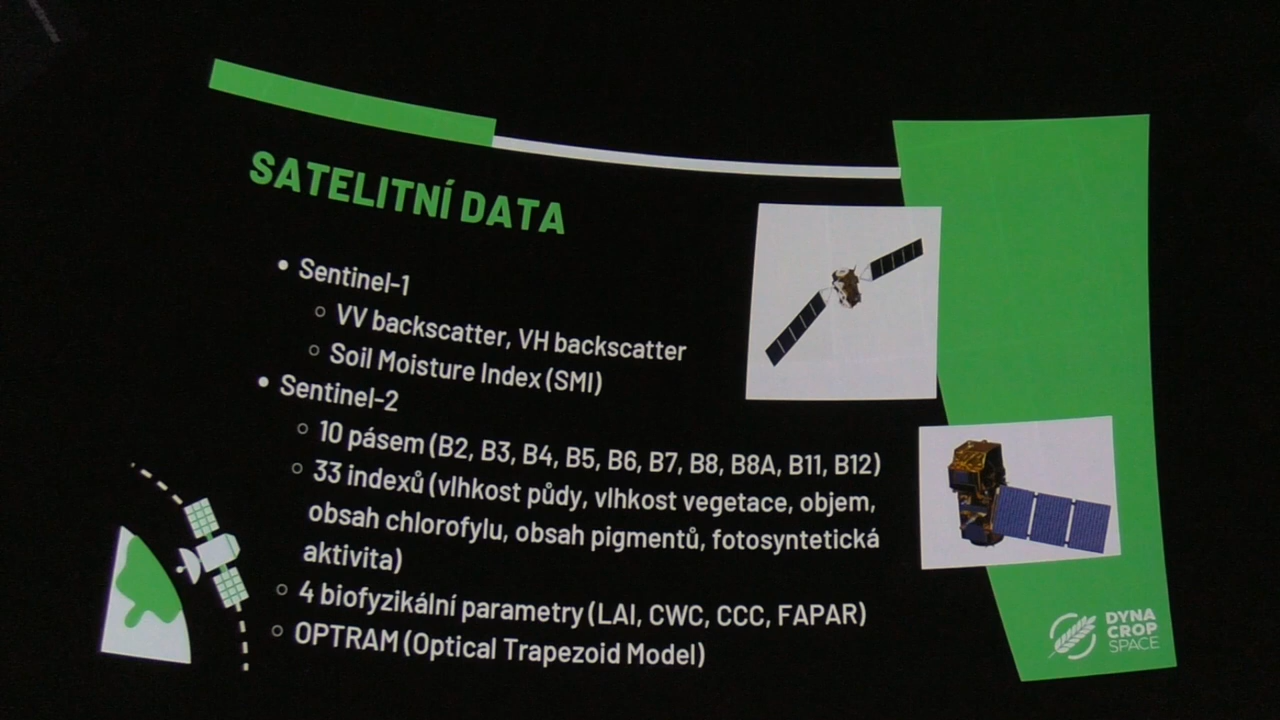 SATELITNÍ DATA
• Sentinel-1
○ VV backscatter, VH backscatter
○ Soil Moisture Index (SMI)
• Sentinel-2
○ 10 pásem (B2, B3, B4, B5, B6, B7, B8, B8A, B11, B12)
○ 33 indexů (vlhkost půdy, vlhkost vegetace, objem,
obsah chlorofylu, obsah pigmentů, fotosyntetická
aktivita)
○ 4 biofyzikální parametry (LAI, CWC, CCC, FAPAR)
○ OPTRAM (Optical Trapezoid Model)
DYNA
CROP
SPACE